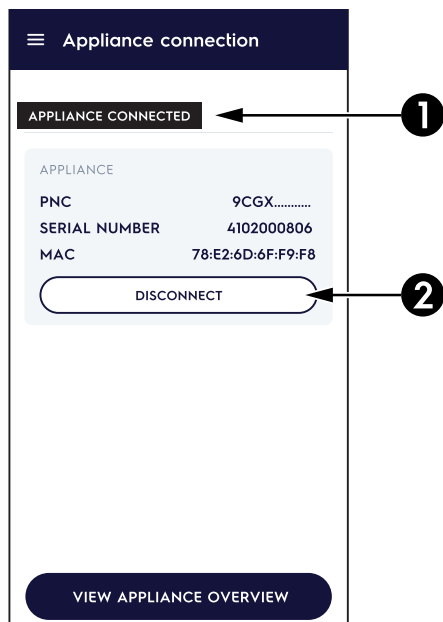 Appliance connection
APPLIANCE CONNECTED
1
APPLIANCE
PNC 9CGX...........
SERIAL NUMBER 4102000806
MAC 78:E2:6D:6F:F9:F8
DISCONNECT
2
VIEW APPLIANCE OVERVIEW